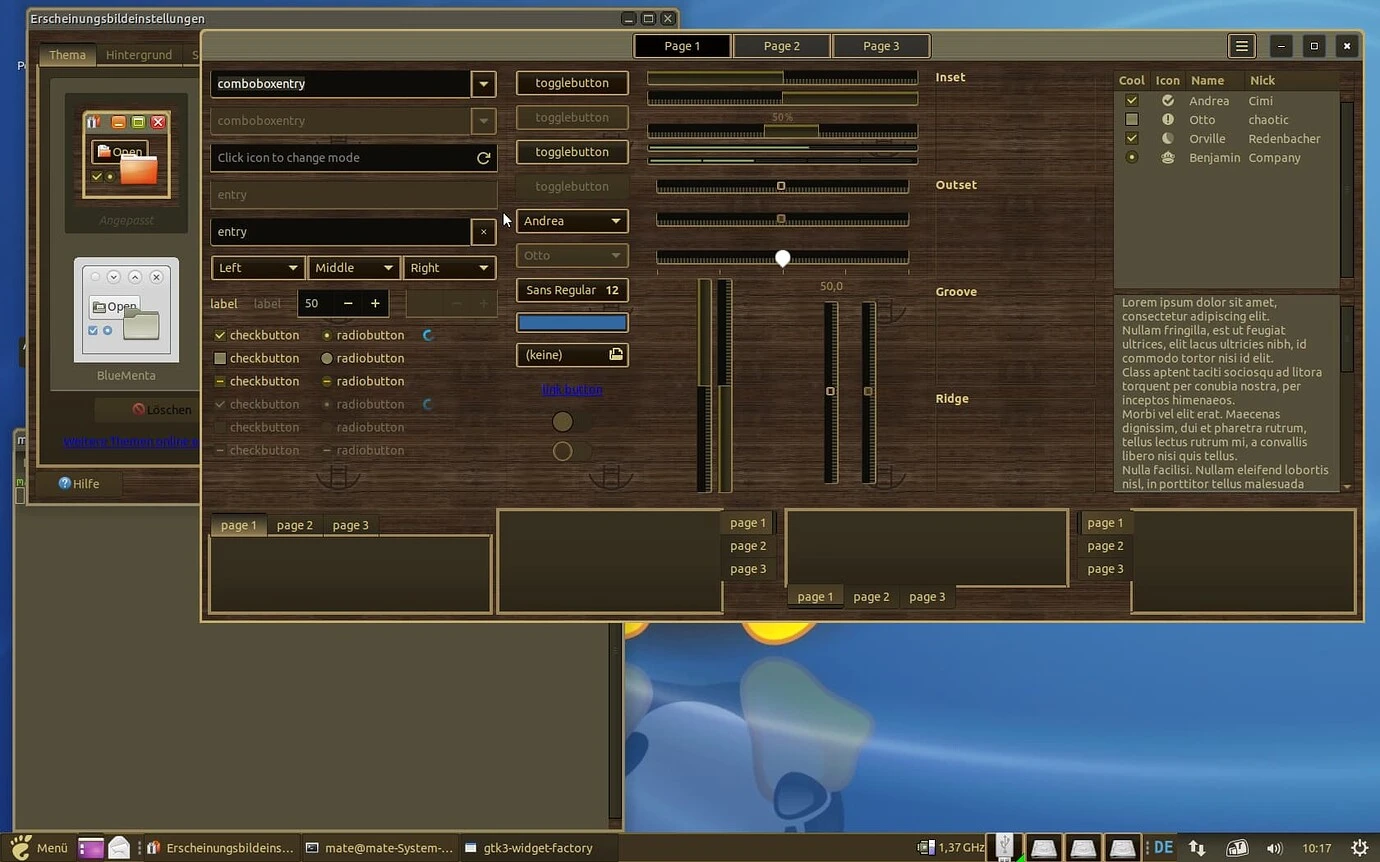 Erscheinungsbildeinstellungen
Thema
Hintergrund
S
Open
Angepasst
Open
BlueMenta
Löschen
Weitere Themen online
Hilfe
Page 1
Page 2
Page 3
comboboxentry
comboboxentry
Click icon to change mode
entry
entry
Left
Middle
Right
label
label
50
checkbutton
radiobutton
checkbutton
radiobutton
checkbutton
radiobutton
checkbutton
radiobutton
checkbutton
radiobutton
checkbutton
radiobutton
togglebutton
togglebutton
togglebutton
togglebutton
Andrea
Otto
Sans Regular 12
(keine)
link button
50 %
50,0
Inset
Outset
Groove
Ridge
Cool Icon Name Nick
Andrea Cimi
Otto chaotic
Orville Redenbacher
Benjamin Company
Lorem ipsum dolor sit amet,
consectetur adipiscing elit.
Nullam fringilla, est ut feugiat
ultrices, elit lacus ultricies nibh, id
commodo tortor nisi id elit.
Class aptent taciti sociosqu ad litora
torquent per conubia nostra, per
inceptos himenaeos.
Morbi vel elit erat. Maecenas
dignissim, dui et pharetra rutrum,
tellus lectus rutrum mi, a convallis
libero nisi quis tellus.
Nulla facilisi. Nullam eleifend lobortis
nisl, in porttitor tellus malesuada
page 1
page 2
page 3
page 1
page 2
page 3
page 1
page 2
page 3
page 1
page 2
page 3
Menü
Erscheinungsbildeins...
mate@mate-System-...
gtk3-widget-factory
1,37 GHz
DE
10:17